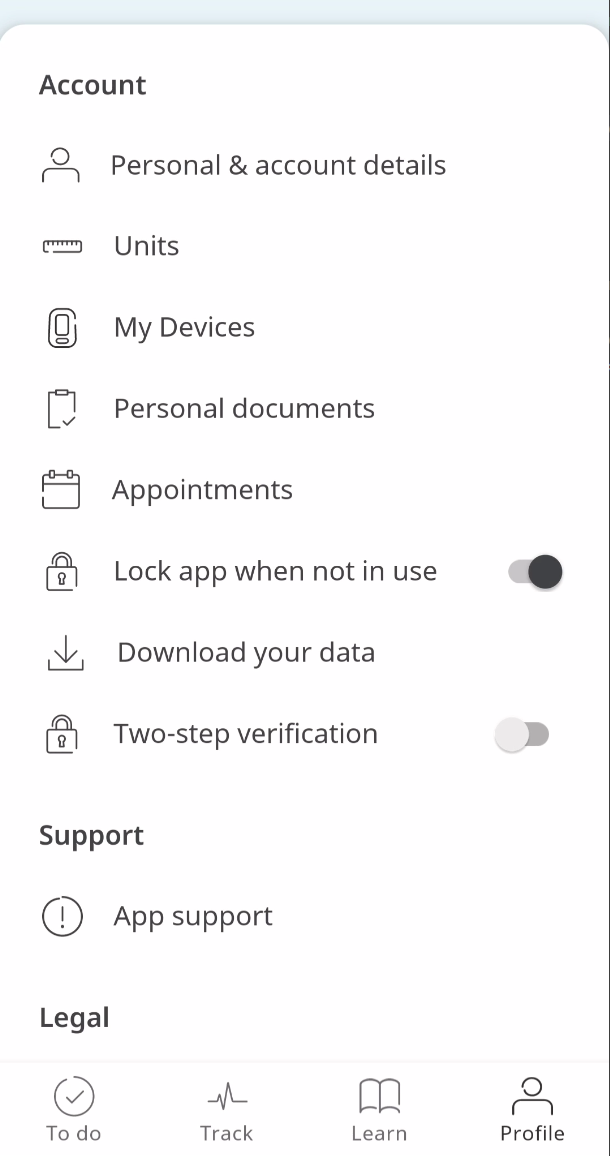 Account
Personal & account details
Units
My Devices
Personal documents
Appointments
Lock app when not in use
Download your data
Two-step verification
Support
App support
Legal
To do
Track
Learn
Profile